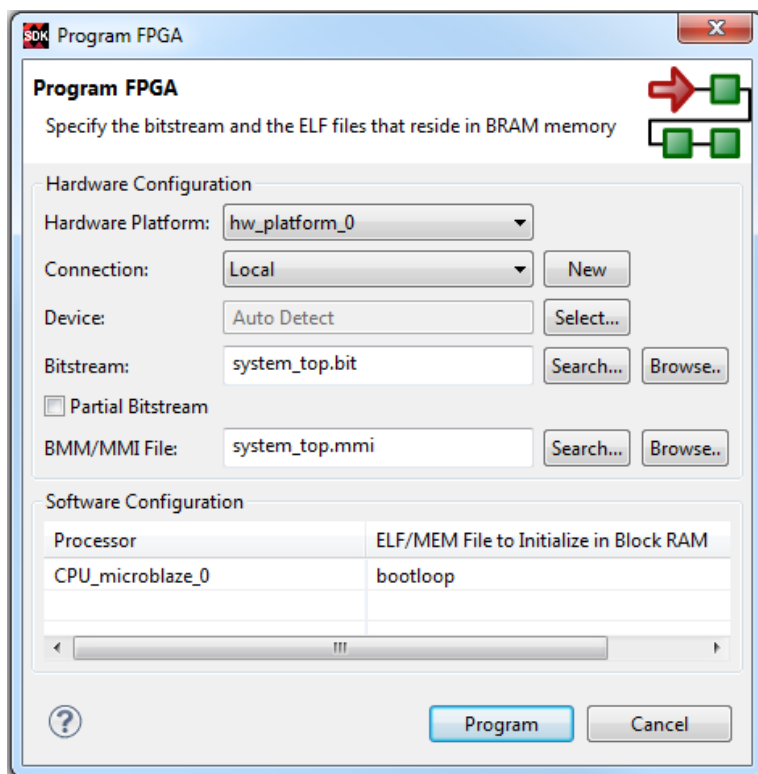 SDK Program FPGA
Program FPGA
Specify the bitstream and the ELF files that reside in BRAM memory
Hardware Configuration
Hardware Platform: hw_platform_0
Connection: Local New
Device: Auto Detect Select...
Bitstream: system_top.bit Search... Browse..
Partial Bitstream
BMM/MMI File: system_top.mmi Search... Browse..
Software Configuration
Processor ELF/MEM File to Initialize in Block RAM
CPU_microblaze_0 bootloop
? Program Cancel